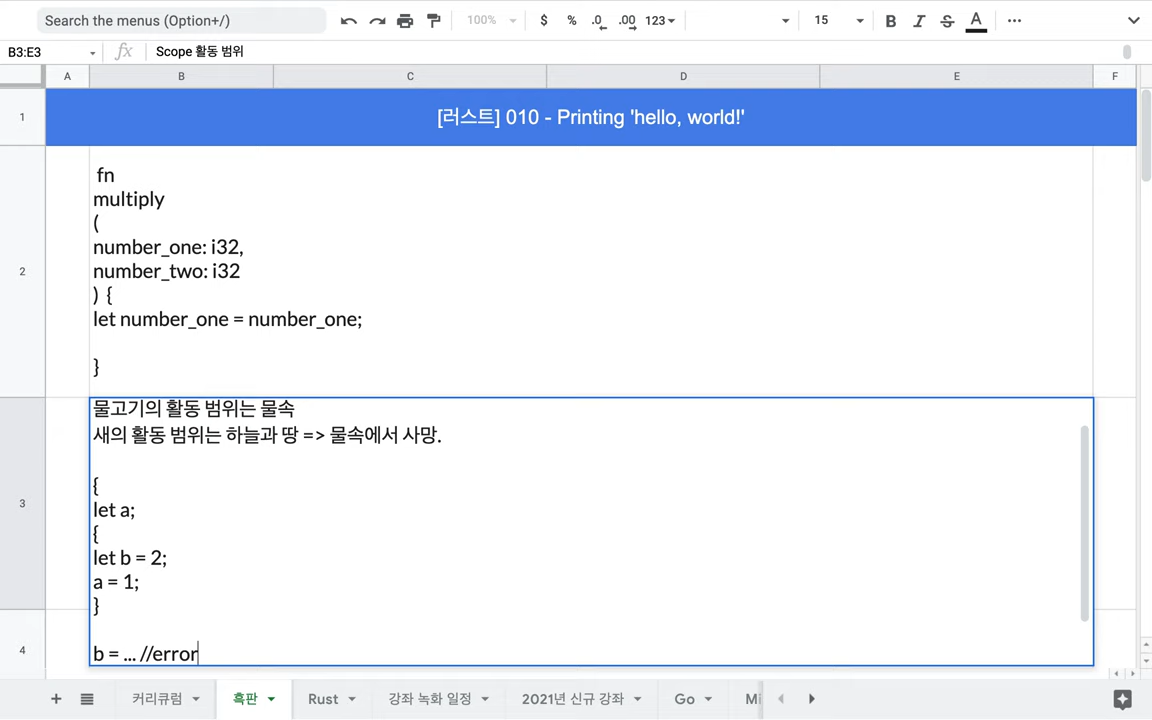 Search the menus (Option+/)
100%
$ % .0 .00 123
15
B I S A
B3:E3
fx
Scope 활동 범위
A B C D E F
1
[러스트] 010 - Printing 'hello, world!'
2
fn
multiply
(
number_one: i32,
number_two: i32
) {
let number_one = number_one;
}
3
물고기의 활동 범위는 물속
새의 활동 범위는 하늘과 땅 => 물속에서 사망.
{
let a;
{
let b = 2;
a = 1;
}
4
b = ... //error
커리큐럼 흑판 Rust 강좌 녹화 일정 2021년 신규 강좌 Go Mi